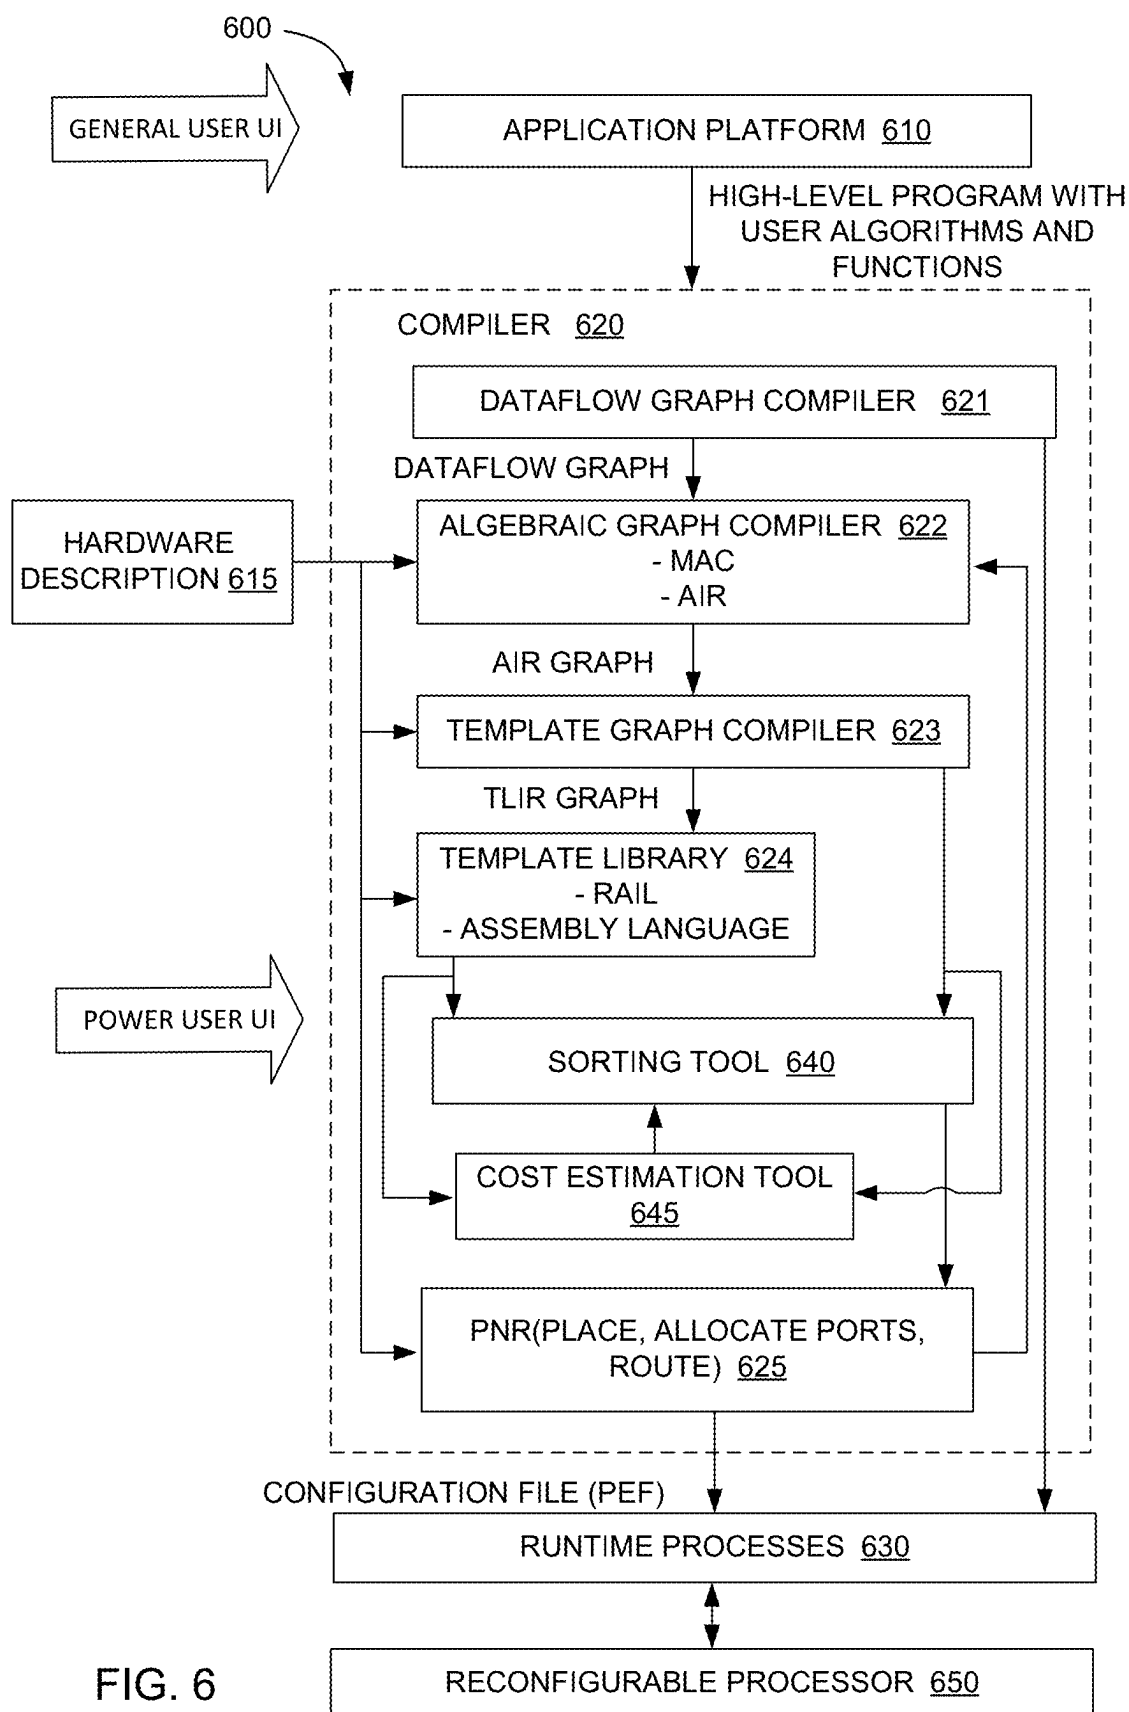 600
GENERAL USER UI
APPLICATION PLATFORM 610
HIGH-LEVEL PROGRAM WITH
USER ALGORITHMS AND
FUNCTIONS
COMPILER 620
DATAFLOW GRAPH COMPILER 621
DATAFLOW GRAPH
HARDWARE
DESCRIPTION 615
ALGEBRAIC GRAPH COMPILER 622
- MAC
- AIR
AIR GRAPH
TEMPLATE GRAPH COMPILER 623
TLIR GRAPH
TEMPLATE LIBRARY 624
- RAIL
- ASSEMBLY LANGUAGE
POWER USER UI
SORTING TOOL 640
COST ESTIMATION TOOL
645
PNR(PLACE, ALLOCATE PORTS,
ROUTE) 625
CONFIGURATION FILE (PEF)
RUNTIME PROCESSES 630
RECONFIGURABLE PROCESSOR 650
FIG. 6